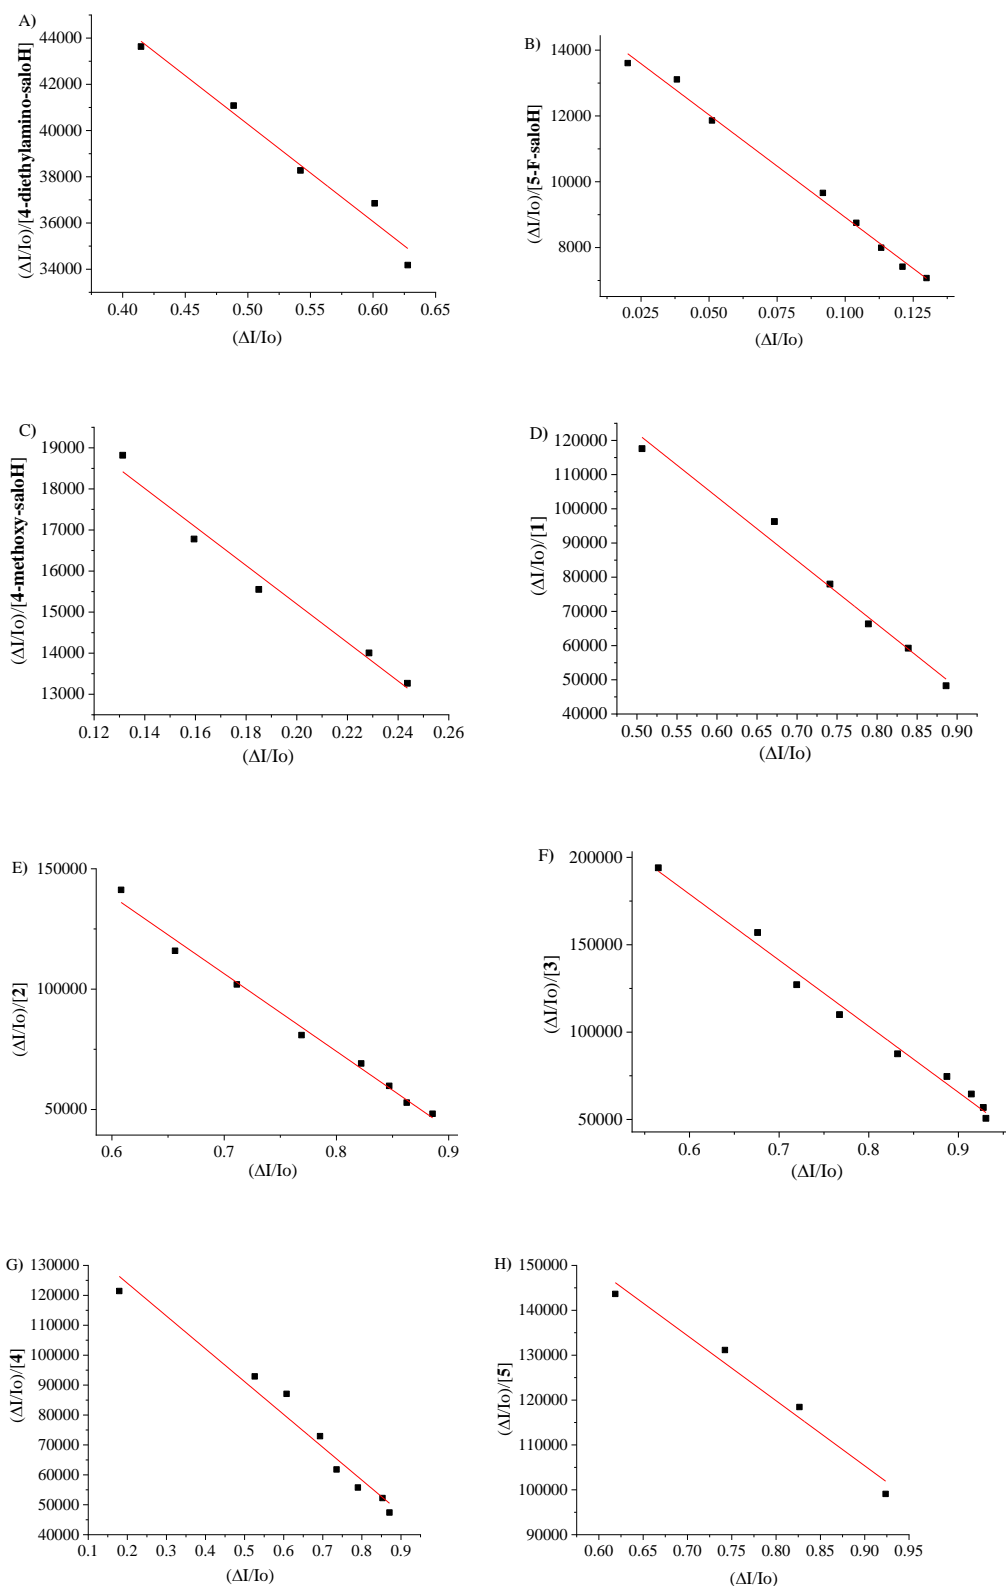 A)
44000
42000
40000
38000
36000
34000
(ΔI/Io)/[4-diethylamino-saloH]
0.40 0.45 0.50 0.55 0.60 0.65
(ΔI/Io)
B)
14000
12000
10000
8000
(ΔI/Io)/[5-F-saloH]
0.025 0.050 0.075 0.100 0.125
(ΔI/Io)
C)
19000
18000
17000
16000
15000
14000
13000
(ΔI/Io)/[4-methoxy-saloH]
0.12 0.14 0.16 0.18 0.20 0.22 0.24 0.26
(ΔI/Io)
D)
120000
110000
100000
90000
80000
70000
60000
50000
40000
(ΔI/Io)/[1]
0.50 0.55 0.60 0.65 0.70 0.75 0.80 0.85 0.90
(ΔI/Io)
E)
150000
100000
50000
(ΔI/Io)/[2]
0.6 0.7 0.8 0.9
(ΔI/Io)
F)
200000
150000
100000
50000
(ΔI/Io)/[3]
0.6 0.7 0.8 0.9
(ΔI/Io)
G)
130000
120000
110000
100000
90000
80000
70000
60000
50000
40000
(ΔI/Io)/[4]
0.1 0.2 0.3 0.4 0.5 0.6 0.7 0.8 0.9
(ΔI/Io)
H)
150000
140000
130000
120000
110000
100000
90000
(ΔI/Io)/[5]
0.60 0.65 0.70 0.75 0.80 0.85 0.90 0.95
(ΔI/Io)